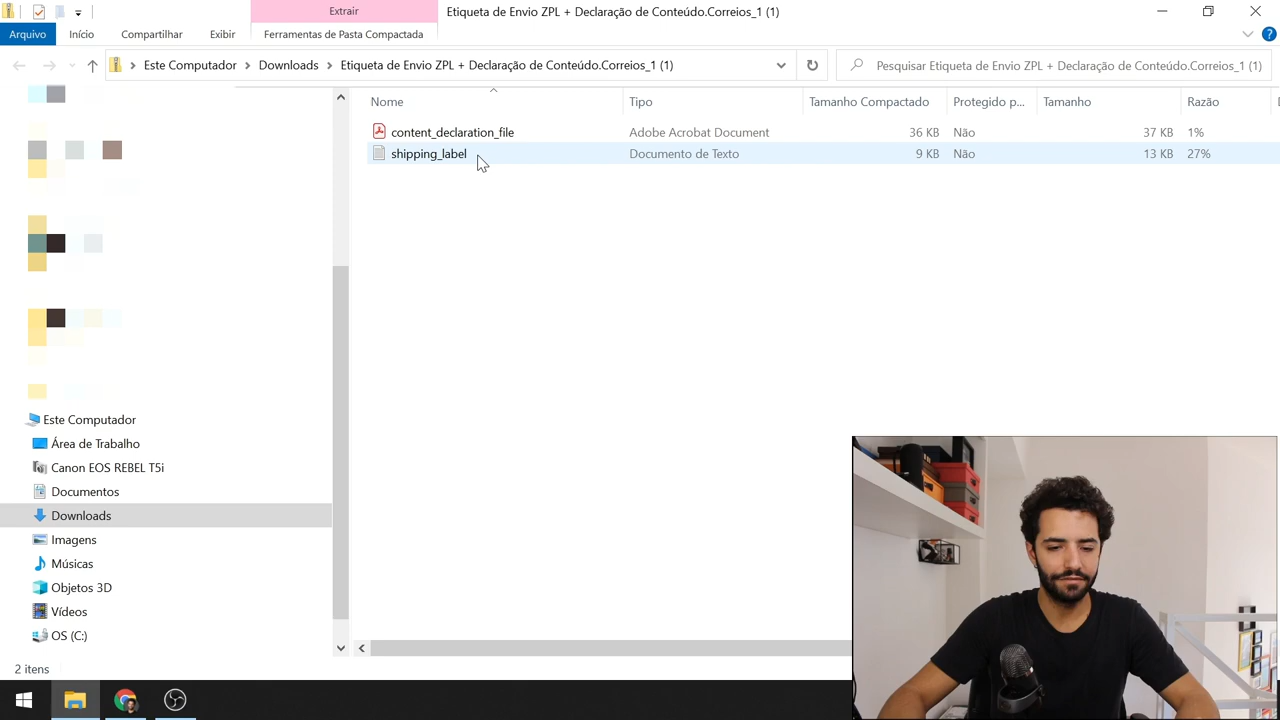 Extrair
Etiqueta de Envio ZPL + Declaração de Conteúdo.Correios_1 (1)
Arquivo
Início
Compartilhar
Exibir
Ferramentas de Pasta Compactada
Este Computador
Downloads
Etiqueta de Envio ZPL + Declaração de Conteúdo.Correios_1 (1)
Pesquisar Etiqueta de Envio ZPL + Declaração de Conteúdo.Correios_1 (1)
Nome
Tipo
Tamanho Compactado
Protegido p...
Tamanho
Razão
content_declaration_file
Adobe Acrobat Document
36 KB
Não
37 KB
1%
shipping_label
Documento de Texto
9 KB
Não
13 KB
27%
Este Computador
Área de Trabalho
Canon EOS REBEL T5i
Documentos
Downloads
Imagens
Músicas
Objetos 3D
Vídeos
OS (C:)
2 itens